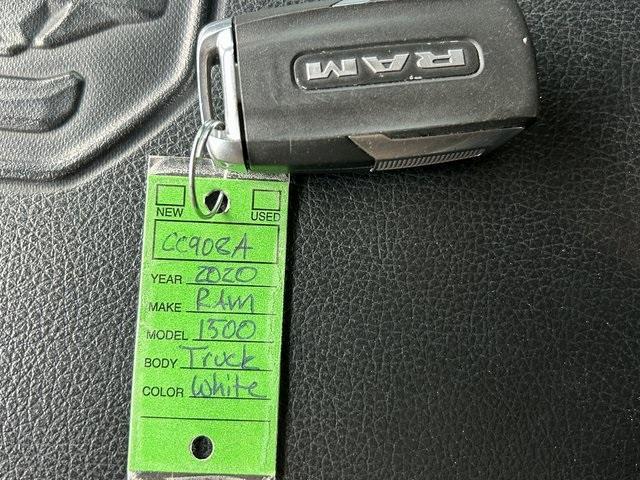 RAM
NEW USED
CC908A
YEAR 2020
MAKE RAM
MODEL 1500
BODY Truck
COLOR White